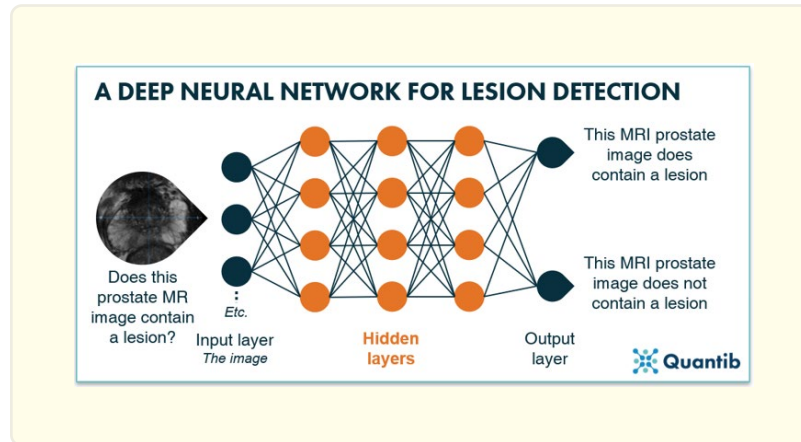 A DEEP NEURAL NETWORK FOR LESION DETECTION
Does this
prostate MR
image contain
a lesion?
:
Etc.
Input layer
The image
Hidden
layers
This MRI prostate
image does
contain a lesion
This MRI prostate
image does not
contain a lesion
Output
layer
Quantib